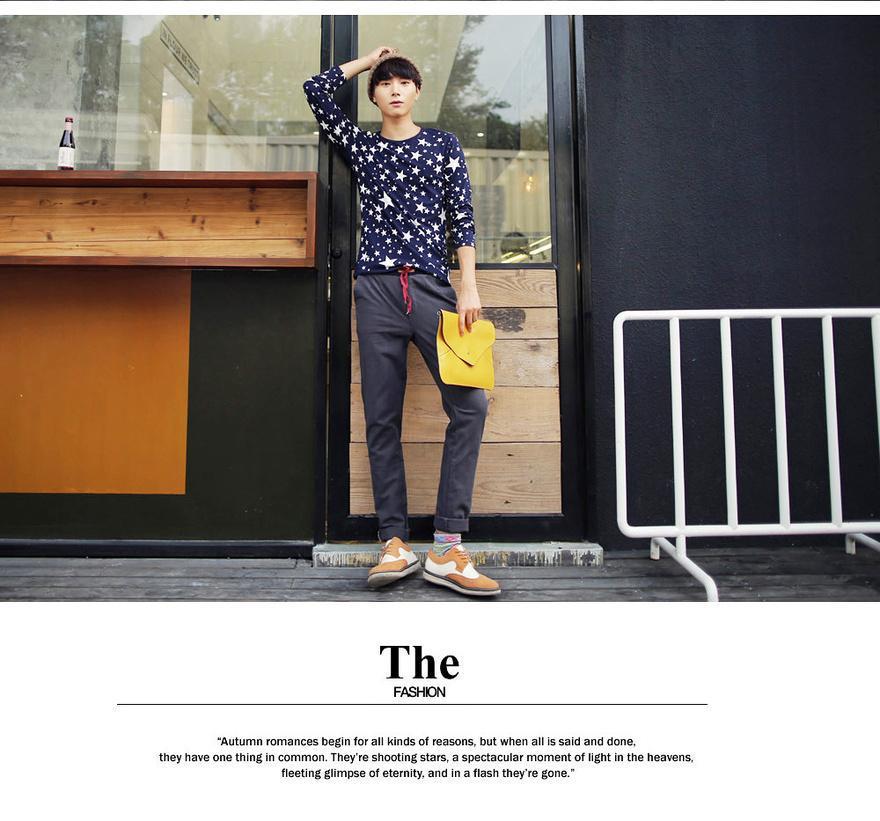 The
FASHION
“Autumn romances begin for all kinds of reasons, but when all is said and done,
they have one thing in common. They’re shooting stars, a spectacular moment of light in the heavens,
fleeting glimpse of eternity, and in a flash they’re gone.”